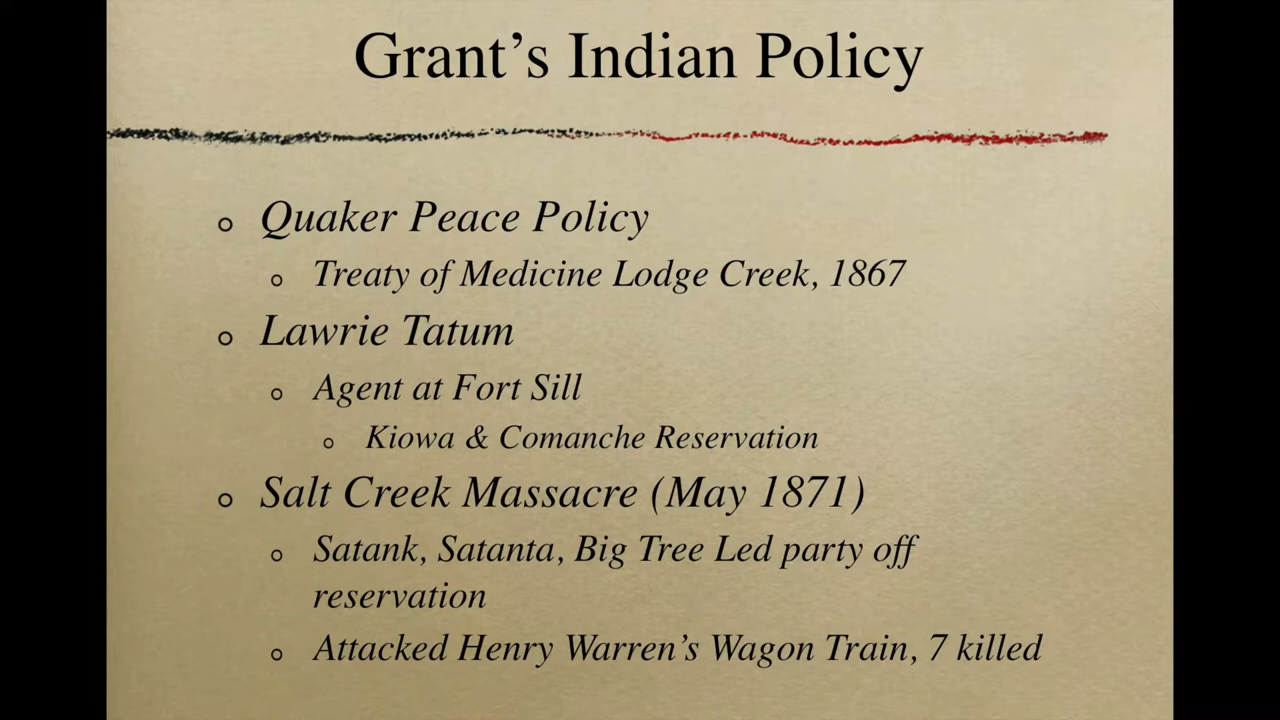 Grant’s Indian Policy
Quaker Peace Policy
Treaty of Medicine Lodge Creek, 1867
Lawrie Tatum
Agent at Fort Sill
Kiowa & Comanche Reservation
Salt Creek Massacre (May 1871)
Satank, Satanta, Big Tree Led party off
reservation
Attacked Henry Warren’s Wagon Train, 7 killed